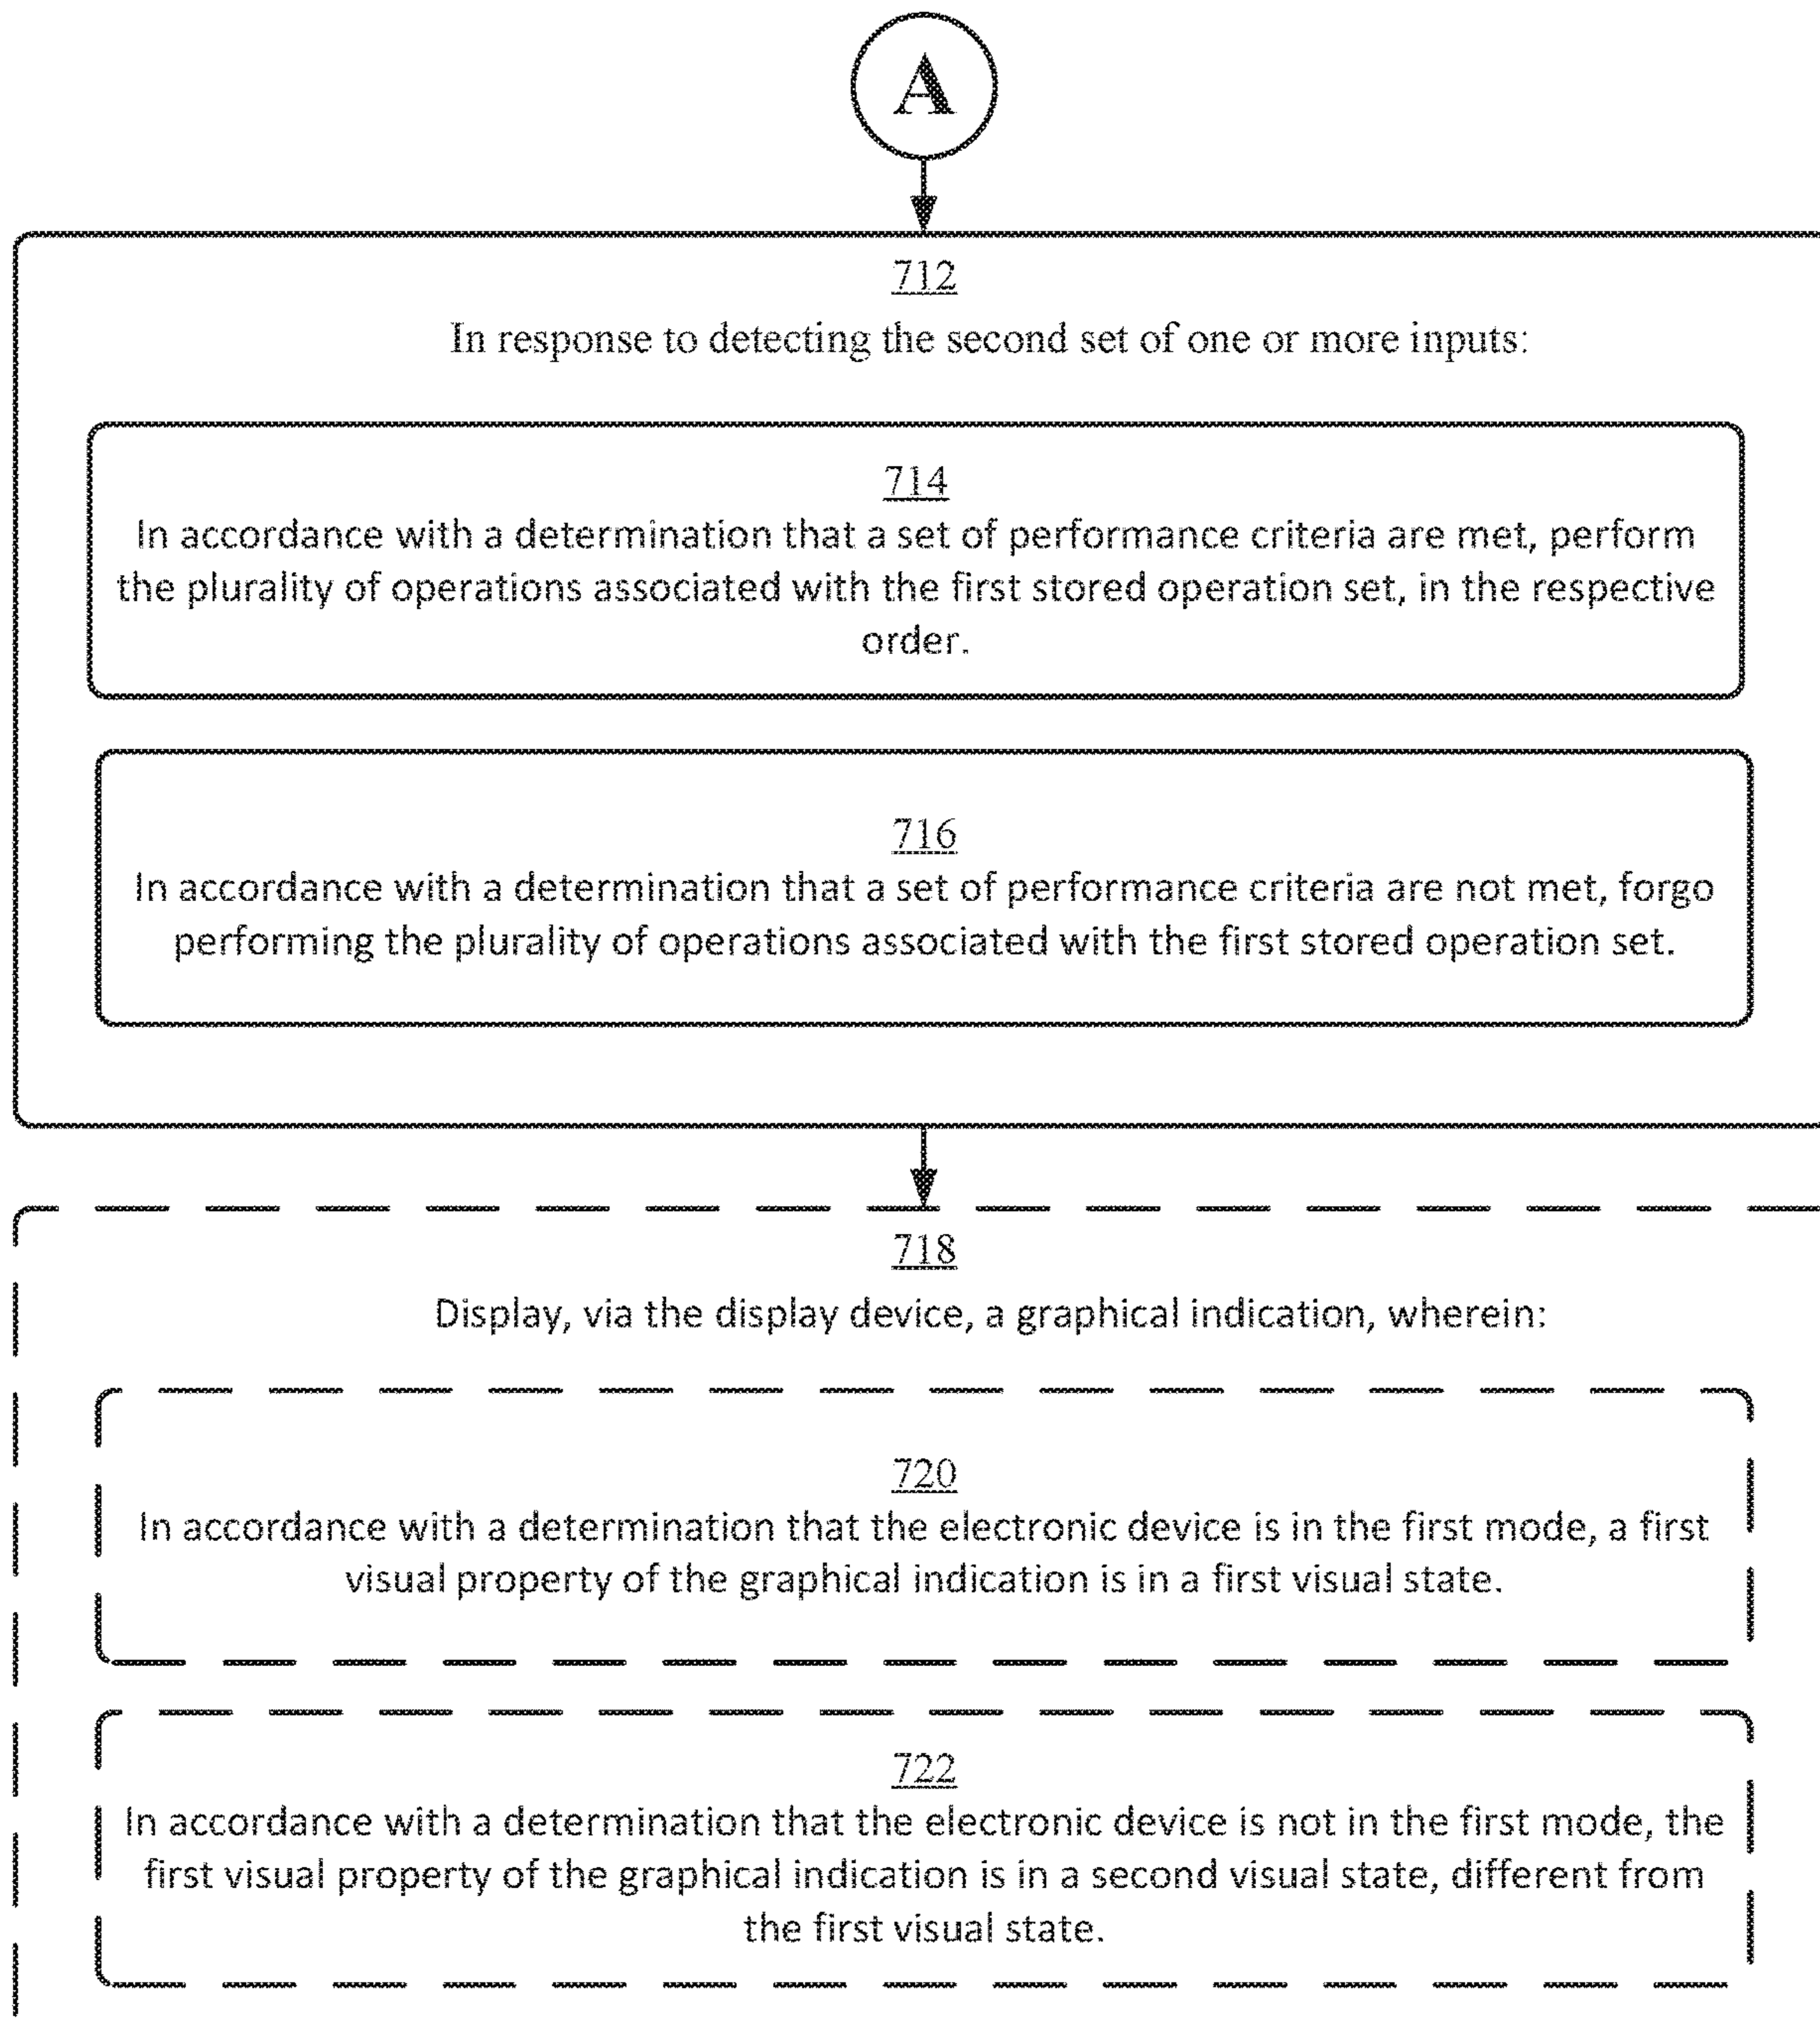 A
712
In response to detecting the second set of one or more inputs:
714
In accordance with a determination that a set of performance criteria are met, perform
the plurality of operations associated with the first stored operation set, in the respective
order.
716
In accordance with a determination that a set of performance criteria are not met, forgo
performing the plurality of operations associated with the first stored operation set.
718
Display, via the display device, a graphical indication, wherein:
720
In accordance with a determination that the electronic device is in the first mode, a first
visual property of the graphical indication is in a first visual state.
722
In accordance with a determination that the electronic device is not in the first mode, the
first visual property of the graphical indication is in a second visual state, different from
the first visual state.